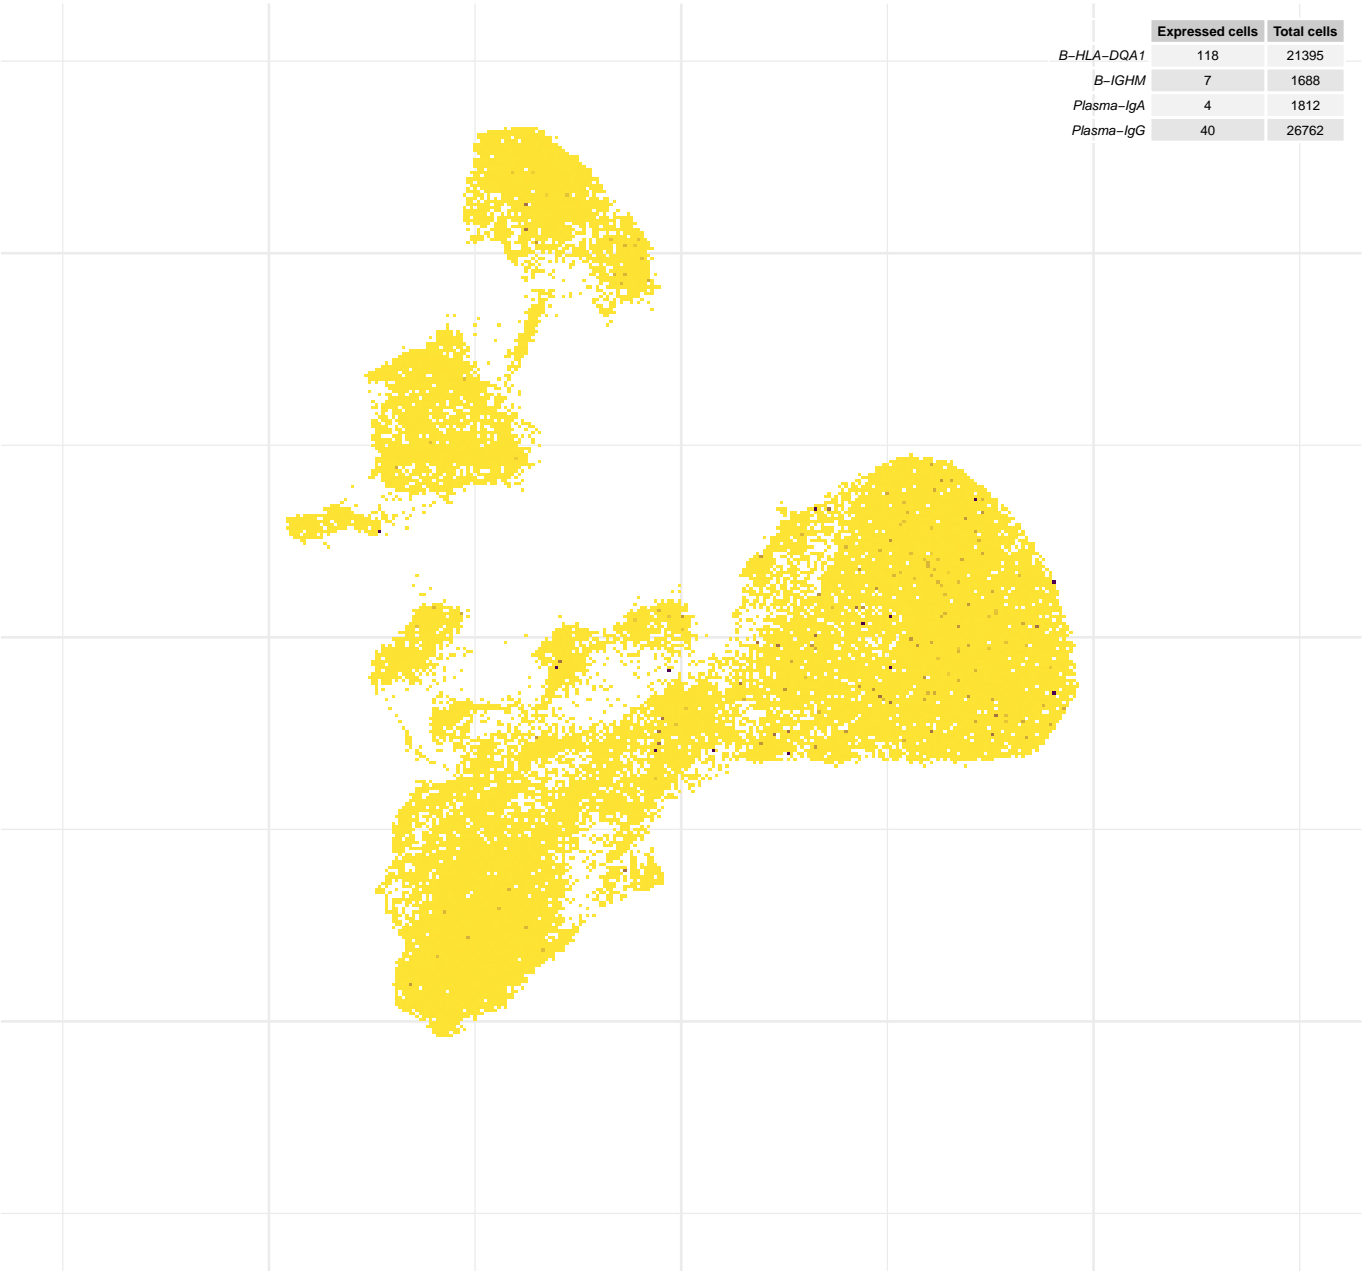 Expressed cells Total cells
B−HLA−DQA1 118 21395
B−IGHM 7 1688
Plasma−IgA 4 1812
Plasma−IgG 40 26762